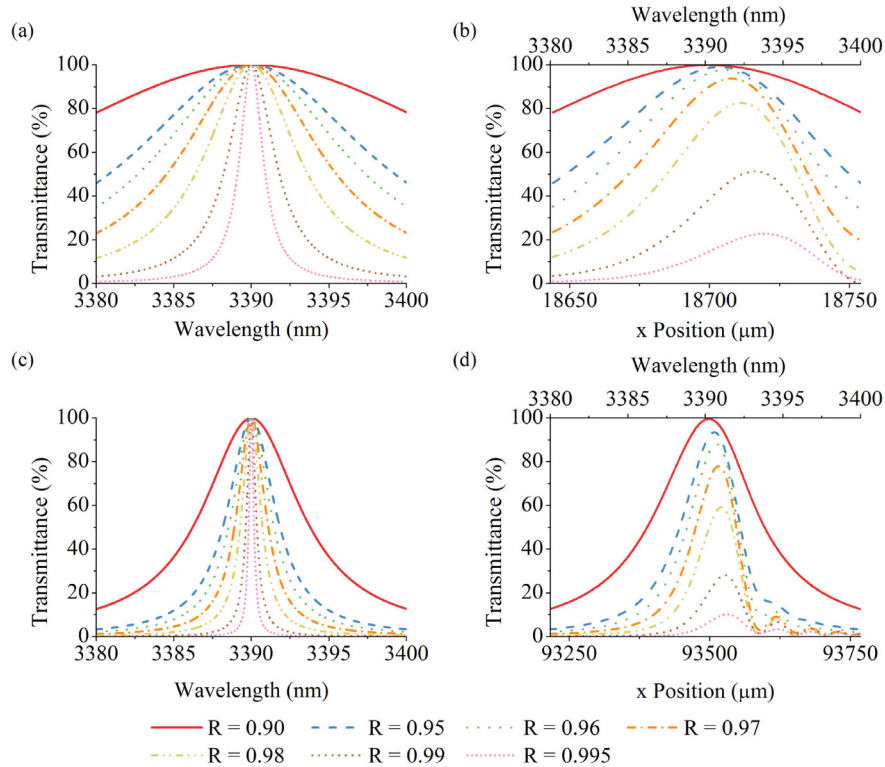 (a)
100
80
60
40
20
0
Transmittance (%)
3380 3385 3390 3395 3400
Wavelength (nm)
(b)
Wavelength (nm)
3380 3385 3390 3395 3400
100
80
60
40
20
0
Transmittance (%)
18650 18700 18750
x Position (μm)
(c)
100
80
60
40
20
0
Transmittance (%)
3380 3385 3390 3395 3400
Wavelength (nm)
(d)
Wavelength (nm)
3380 3385 3390 3395 3400
100
80
60
40
20
0
Transmittance (%)
93250 93500 93750
x Position (μm)
R = 0.90 R = 0.95 R = 0.96 R = 0.97
R = 0.98 R = 0.99 R = 0.995